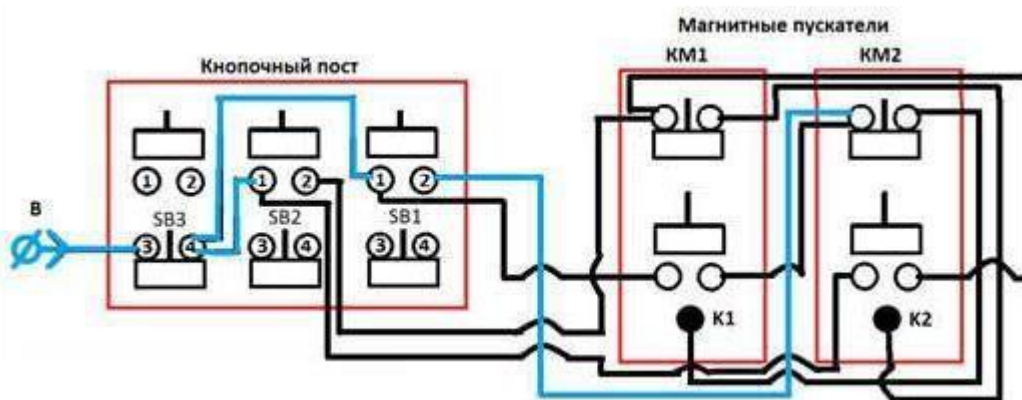 Магнитные пускатели
КМ1 КМ2
Кнопочный пост
1 2 1 2 1 2
В
SB3 SB2 SB1
3 4 3 4 3 4
К1 К2